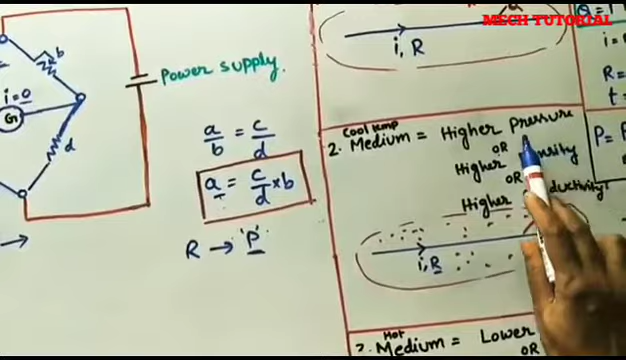 b
i=0
G
d
Power supply.
a/b = c/d
a = c/d × b
R → 'P'
i, R
MECH TUTORIAL
Q =
i =
R =
t =
P =
Cool temp
2. Medium = Higher Pressure
OR
Higher
OR
Higher
i, R
Hot
3. Medium = Lower
OR